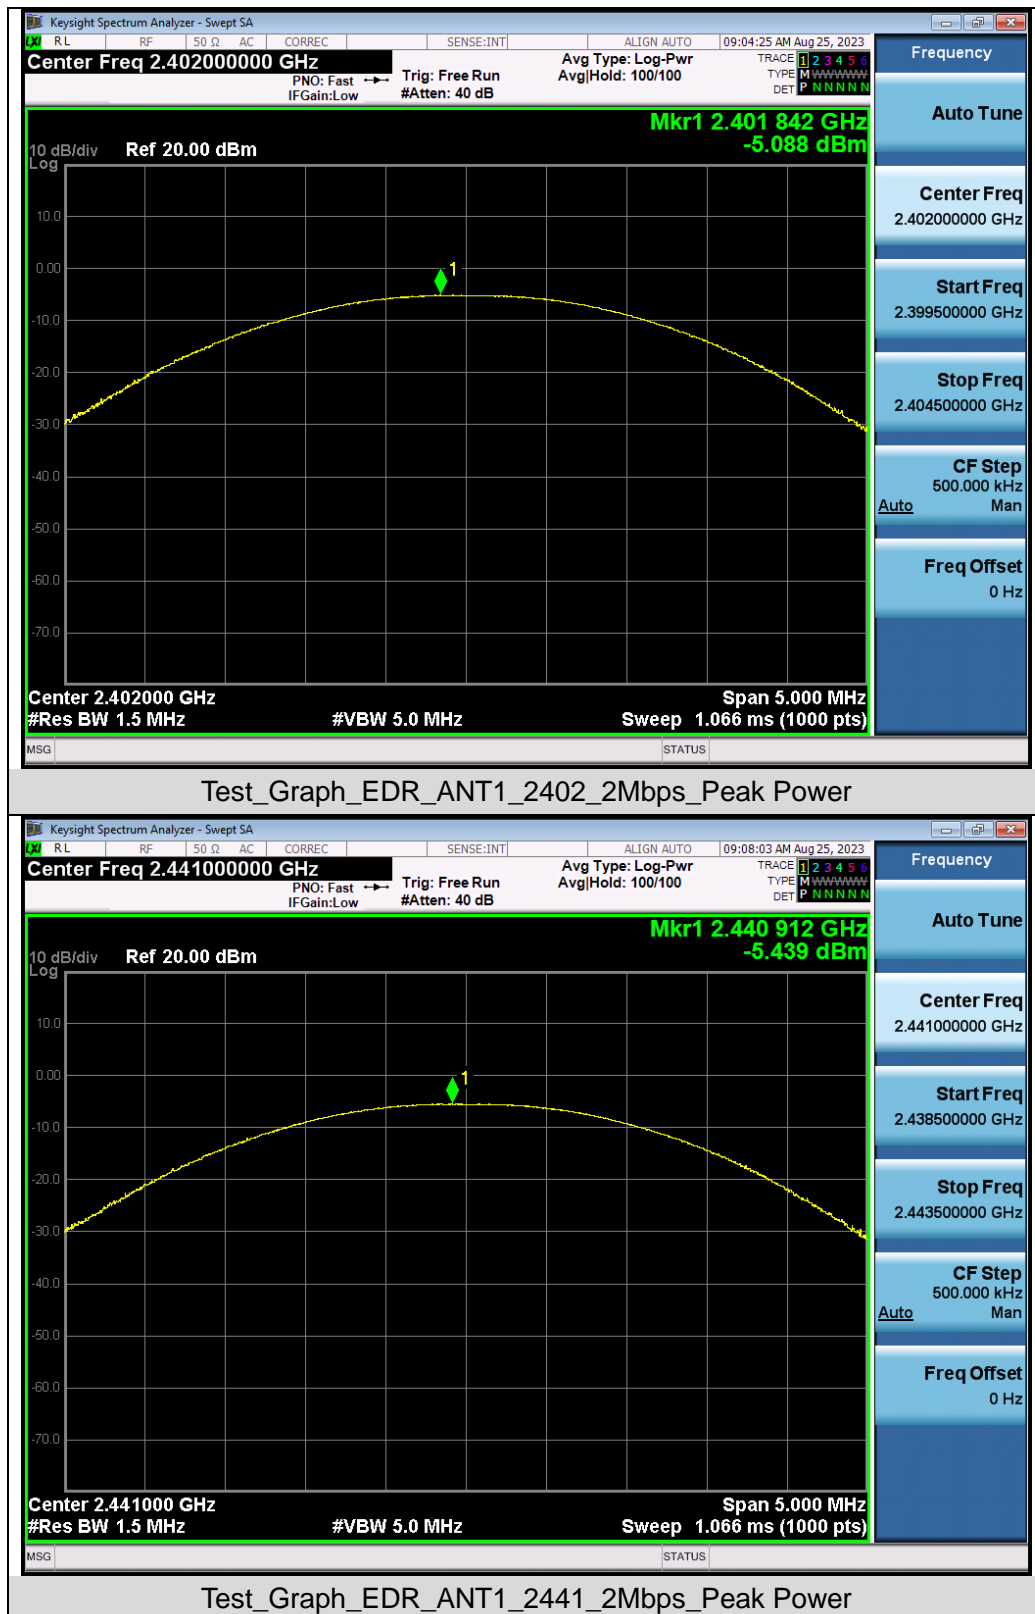 Keysight Spectrum Analyzer - Swept SA
LXI RL RF 50 Ω AC CORREC SENSE:INT ALIGN AUTO 09:04:25 AM Aug 25, 2023
Center Freq 2.402000000 GHz
PNO: Fast
IFGain:Low
Trig: Free Run
#Atten: 40 dB
Avg Type: Log-Pwr
Avg|Hold: 100/100
TRACE 1 2 3 4 5 6
TYPE M WWWWW
DET P N N N N N
Mkr1 2.401 842 GHz
-5.088 dBm
10 dB/div Ref 20.00 dBm
Log
10.0
0.00
1
-10.0
-20.0
-30.0
-40.0
-50.0
-60.0
-70.0
Center 2.402000 GHz Span 5.000 MHz
#Res BW 1.5 MHz #VBW 5.0 MHz Sweep 1.066 ms (1000 pts)
MSG STATUS
Frequency
Auto Tune
Center Freq
2.402000000 GHz
Start Freq
2.399500000 GHz
Stop Freq
2.404500000 GHz
CF Step
500.000 kHz
Auto Man
Freq Offset
0 Hz
Test_Graph_EDR_ANT1_2402_2Mbps_Peak Power
Keysight Spectrum Analyzer - Swept SA
LXI RL RF 50 Ω AC CORREC SENSE:INT ALIGN AUTO 09:08:03 AM Aug 25, 2023
Center Freq 2.441000000 GHz
PNO: Fast
IFGain:Low
Trig: Free Run
#Atten: 40 dB
Avg Type: Log-Pwr
Avg|Hold: 100/100
TRACE 1 2 3 4 5 6
TYPE M WWWWW
DET P N N N N N
Mkr1 2.440 912 GHz
-5.439 dBm
10 dB/div Ref 20.00 dBm
Log
10.0
0.00
1
-10.0
-20.0
-30.0
-40.0
-50.0
-60.0
-70.0
Center 2.441000 GHz Span 5.000 MHz
#Res BW 1.5 MHz #VBW 5.0 MHz Sweep 1.066 ms (1000 pts)
MSG STATUS
Frequency
Auto Tune
Center Freq
2.441000000 GHz
Start Freq
2.438500000 GHz
Stop Freq
2.443500000 GHz
CF Step
500.000 kHz
Auto Man
Freq Offset
0 Hz
Test_Graph_EDR_ANT1_2441_2Mbps_Peak Power